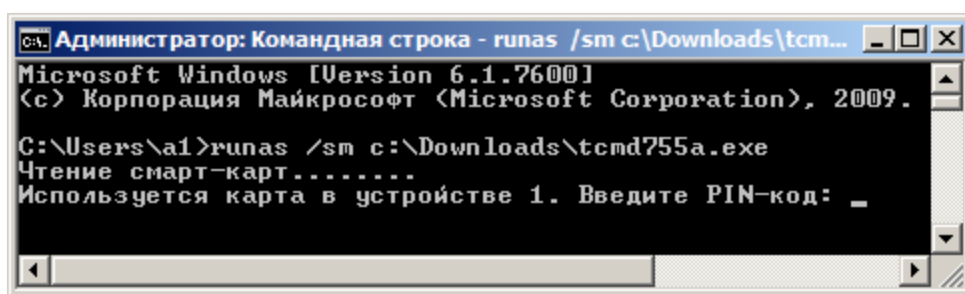 Администратор: Командная строка - runas /sm c:\Downloads\tcm...
Microsoft Windows [Version 6.1.7600]
(c) Корпорация Майкрософт (Microsoft Corporation), 2009.
C:\Users\a1>runas /sm c:\Downloads\tcmd755a.exe
Чтение смарт-карт........
Используется карта в устройстве 1. Введите PIN-код: _